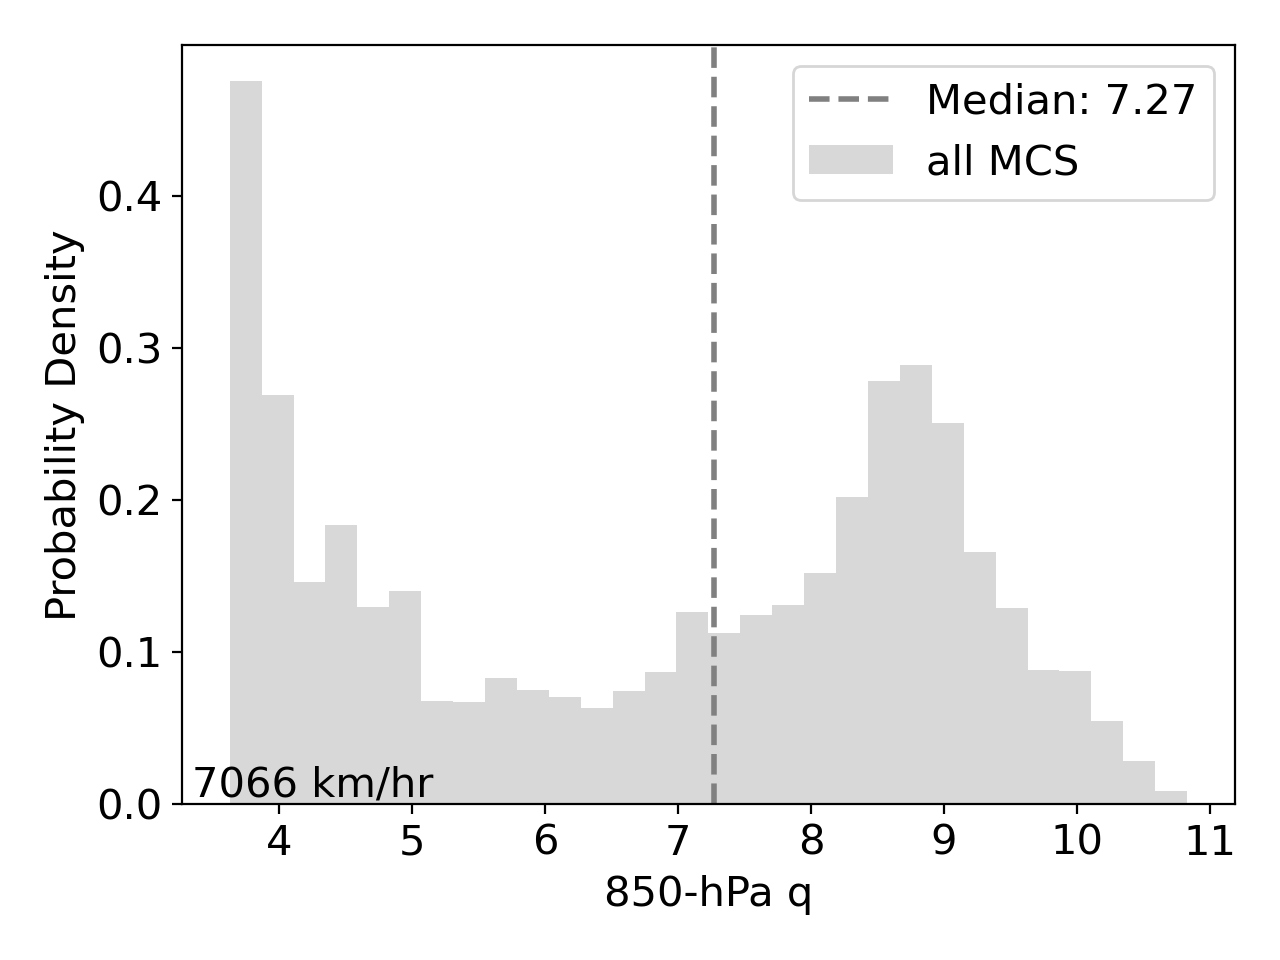 Median: 7.27
all MCS
Probability Density
0.4
0.3
0.2
0.1
0.0
7066 km/hr
4 5 6 7 8 9 10 11
850-hPa q